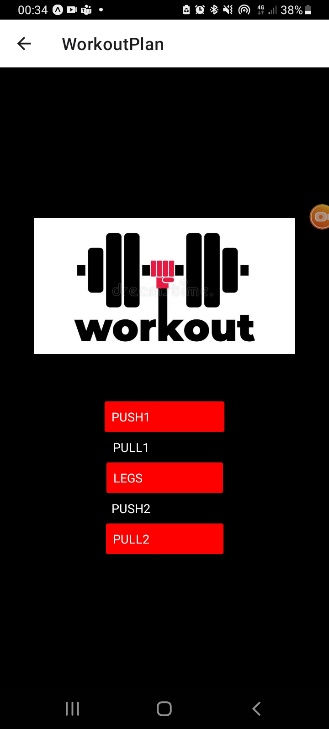 00:34
38%
WorkoutPlan
workout
PUSH1
PULL1
LEGS
PUSH2
PULL2